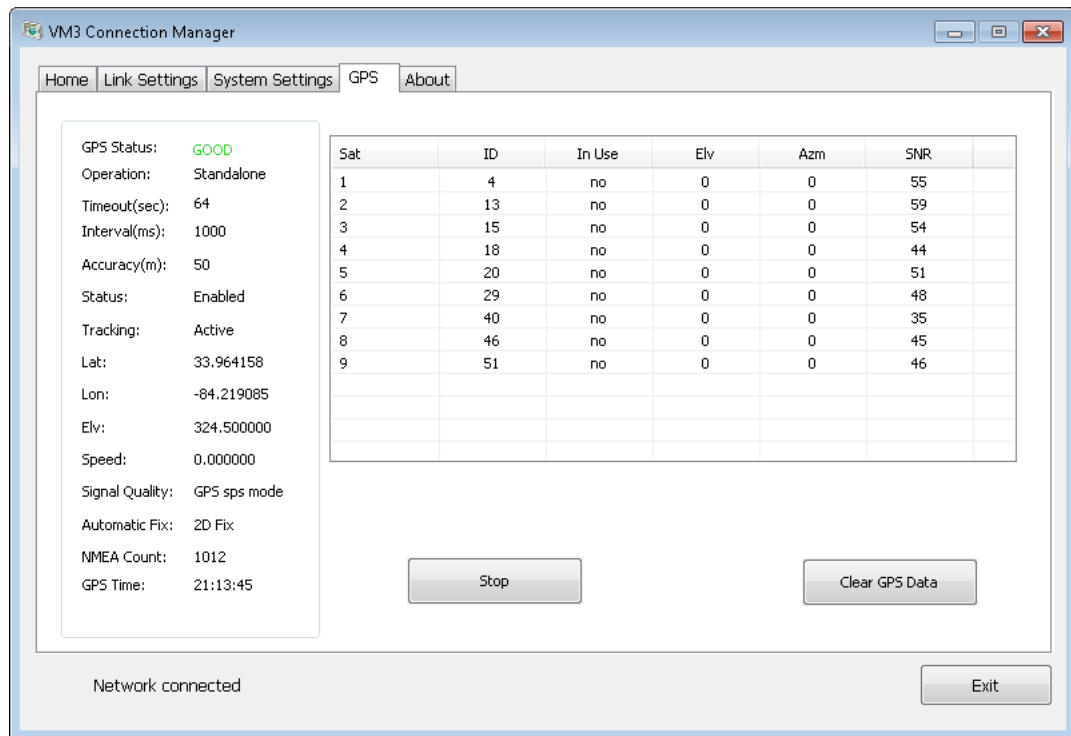 VM3 Connection Manager
Home Link Settings System Settings GPS About
GPS Status: GOOD
Operation: Standalone
Timeout(sec): 64
Interval(ms): 1000
Accuracy(m): 50
Status: Enabled
Tracking: Active
Lat: 33.964158
Lon: -84.219085
Elv: 324.500000
Speed: 0.000000
Signal Quality: GPS sps mode
Automatic Fix: 2D Fix
NMEA Count: 1012
GPS Time: 21:13:45
Sat ID In Use Elv Azm SNR
1 4 no 0 0 55
2 13 no 0 0 59
3 15 no 0 0 54
4 18 no 0 0 44
5 20 no 0 0 51
6 29 no 0 0 48
7 40 no 0 0 35
8 46 no 0 0 45
9 51 no 0 0 46
Stop Clear GPS Data
Network connected Exit